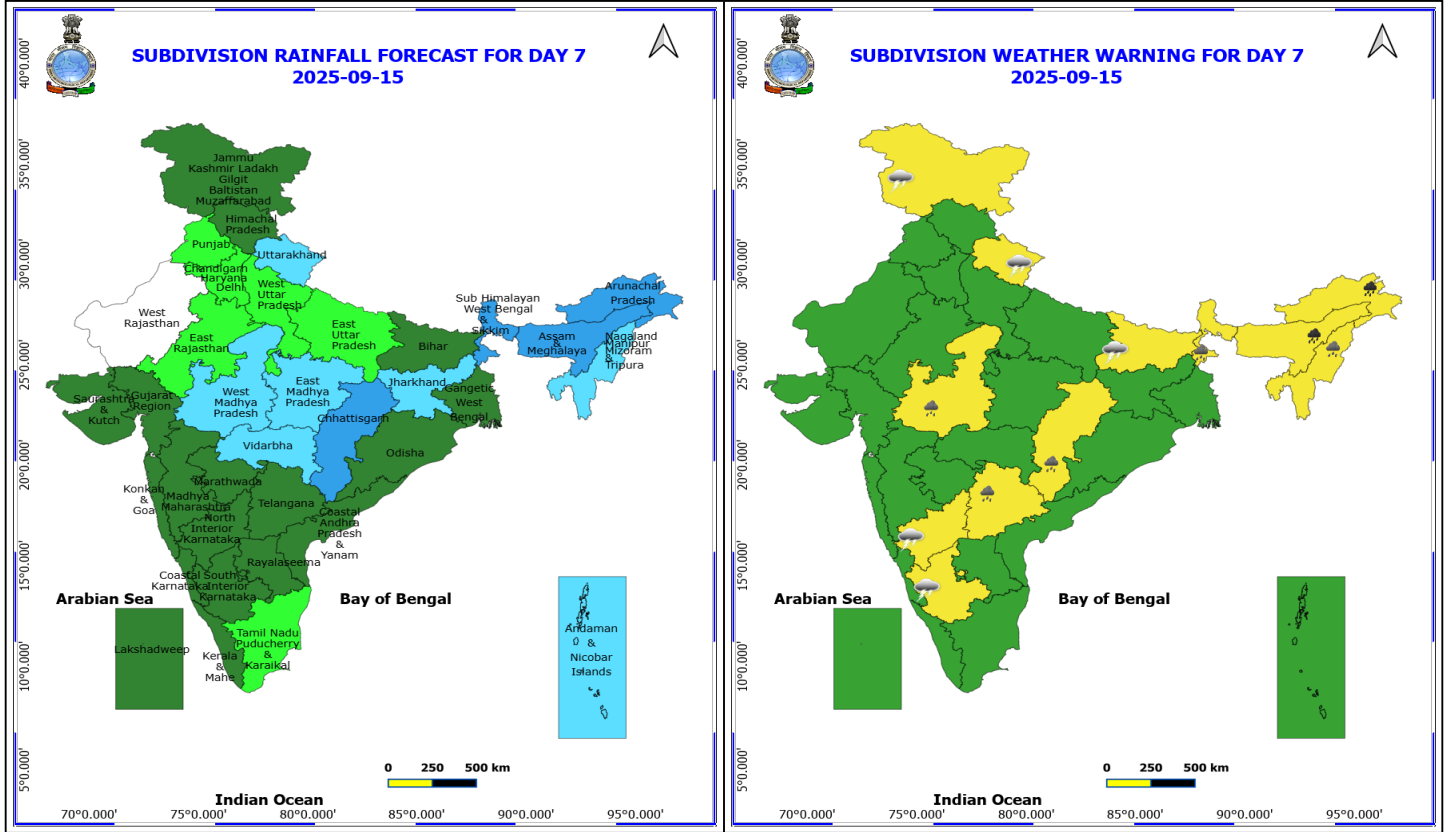 SUBDIVISION RAINFALL FORECAST FOR DAY 7
2025-09-15
40°0.000'
35°0.000'
30°0.000'
25°0.000'
20°0.000'
15°0.000'
10°0.000'
5°0.000'
Jammu
Kashmir Ladakh
Gilgit
Baltistan
Muzaffarabad
Himachal
Pradesh
Punjab
Uttarakhand
Chandigarh
Haryana
Delhi
West
Uttar
Pradesh
West
Rajasthan
East
Rajasthan
East
Uttar
Pradesh
Bihar
Sub Himalayan
West Bengal
&
Sikkim
Arunachal
Pradesh
Assam
&
Meghalaya
Nagaland
Manipur
Mizoram
&
Tripura
Saurashtra
&
Kutch
Gujarat
Region
West
Madhya
Pradesh
East
Madhya
Pradesh
Jharkhand
Gangetic
West
Bengal
Chhattisgarh
Vidarbha
Odisha
Konkan
&
Goa
Marathwada
Madhya
Maharashtra
North
Interior
Karnataka
Telangana
Coastal
Andhra
Pradesh
&
Yanam
Rayalaseema
Coastal
Karnataka
South
Interior
Karnataka
Arabian Sea
Bay of Bengal
Lakshadweep
Kerala
&
Mahe
Tamil Nadu
Puducherry
&
Karaikal
Andaman
&
Nicobar
Islands
0 250 500 km
Indian Ocean
70°0.000' 75°0.000' 80°0.000' 85°0.000' 90°0.000' 95°0.000'
SUBDIVISION WEATHER WARNING FOR DAY 7
2025-09-15
40°0.000'
35°0.000'
30°0.000'
25°0.000'
20°0.000'
15°0.000'
10°0.000'
5°0.000'
Arabian Sea
Bay of Bengal
0 250 500 km
Indian Ocean
70°0.000' 75°0.000' 80°0.000' 85°0.000' 90°0.000' 95°0.000'